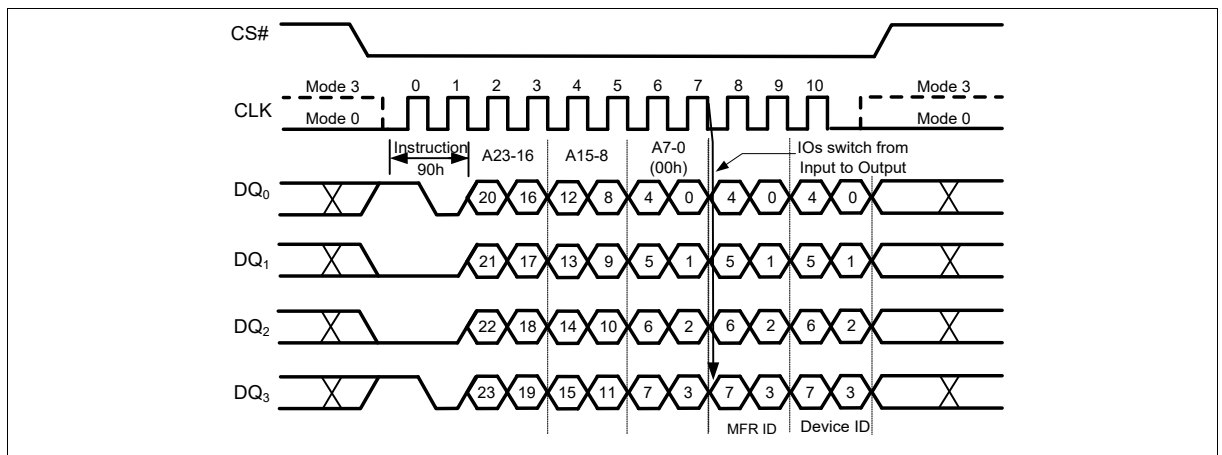 CS#
Mode 3 0 1 2 3 4 5 6 7 8 9 10 Mode 3
CLK
Mode 0 Mode 0
Instruction A23-16 A15-8 A7-0 IOs switch from
90h (00h) Input to Output
DQ0 20 16 12 8 4 0 4 0 4 0
DQ1 21 17 13 9 5 1 5 1 5 1
DQ2 22 18 14 10 6 2 6 2 6 2
DQ3 23 19 15 11 7 3 7 3 7 3
MFR ID Device ID